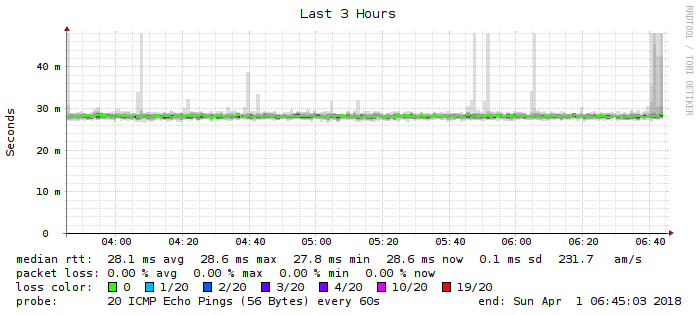 Last 3 Hours
RRDTOOL / TOBI OETIKER
Seconds
40 m
30 m
20 m
10 m
0
04:00 04:20 04:40 05:00 05:20 05:40 06:00 06:20 06:40
median rtt: 28.1 ms avg 28.6 ms max 27.8 ms min 28.6 ms now 0.1 ms sd 231.7 am/s
packet loss: 0.00 % avg 0.00 % max 0.00 % min 0.00 % now
loss color: 0 1/20 2/20 3/20 4/20 10/20 19/20
probe: 20 ICMP Echo Pings (56 Bytes) every 60s end: Sun Apr 1 06:45:03 2018